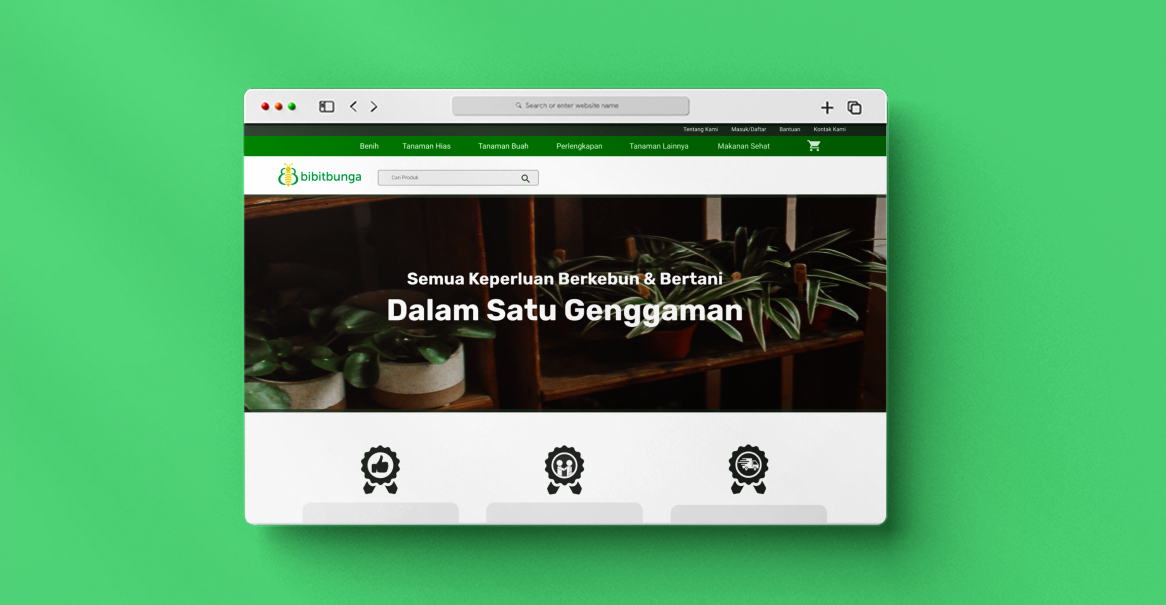 Search or enter website name
Tentang Kami Masuk/Daftar Bantuan Kontak Kami
Benih Tanaman Hias Tanaman Buah Perlengkapan Tanaman Lainnya Makanan Sehat
bibitbunga Cari Produk
Semua Keperluan Berkebun & Bertani
Dalam Satu Genggaman